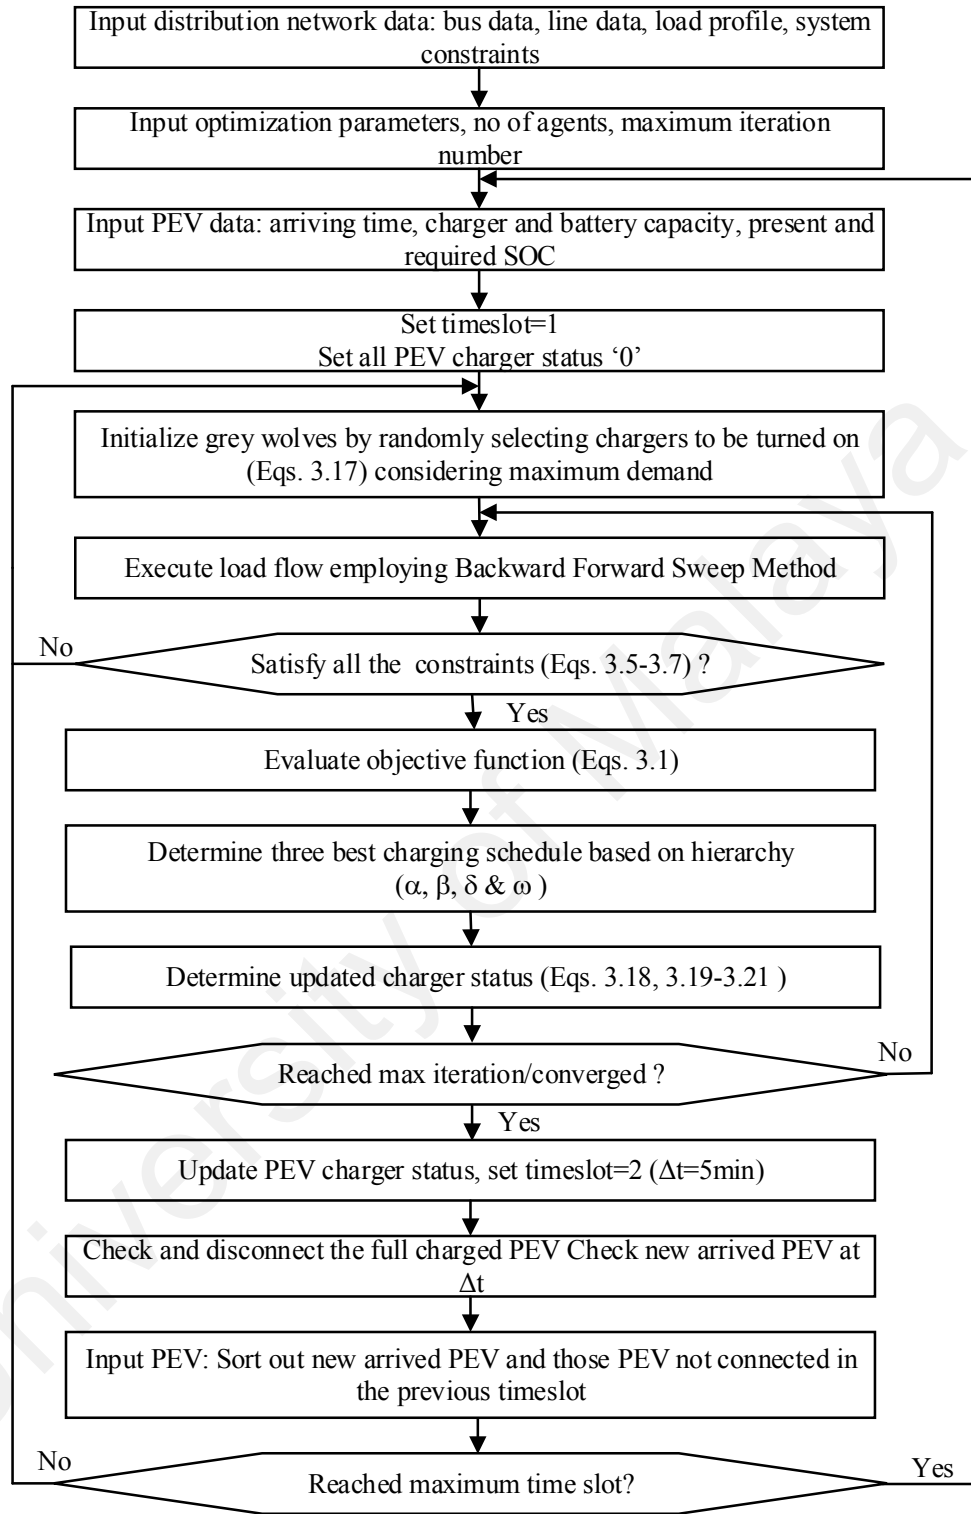 Input distribution network data: bus data, line data, load profile, system
constraints
Input optimization parameters, no of agents, maximum iteration
number
Input PEV data: arriving time, charger and battery capacity, present and
required SOC
Set timeslot=1
Set all PEV charger status ‘0’
Initialize grey wolves by randomly selecting chargers to be turned on
(Eqs. 3.17) considering maximum demand
Execute load flow employing Backward Forward Sweep Method
No
Satisfy all the constraints (Eqs. 3.5-3.7) ?
Yes
Evaluate objective function (Eqs. 3.1)
Determine three best charging schedule based on hierarchy
(α, β, δ & ω )
Determine updated charger status (Eqs. 3.18, 3.19-3.21 )
Reached max iteration/converged ?
No
Yes
Update PEV charger status, set timeslot=2 (Δt=5min)
Check and disconnect the full charged PEV Check new arrived PEV at
Δt
Input PEV: Sort out new arrived PEV and those PEV not connected in
the previous timeslot
No
Reached maximum time slot?
Yes
University of Malaya